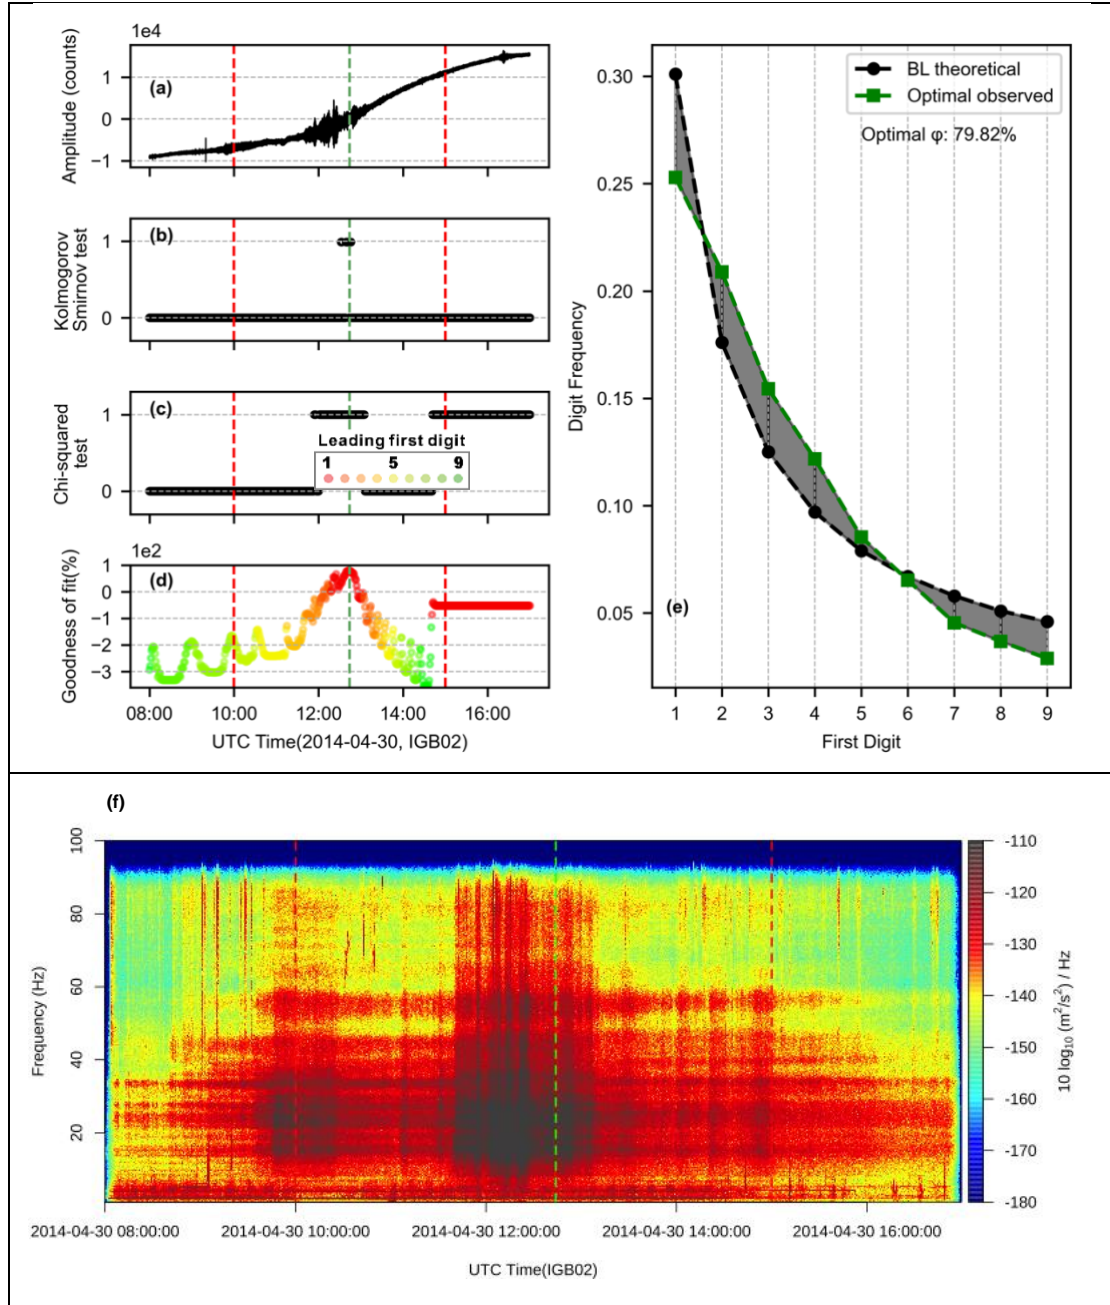 1e4
Amplitude (counts)
1
0
−1
(a)
Kolmogorov
Smirnov test
1
0
(b)
Chi-squared
test
1
0
(c)
Leading first digit
1 5 9
1e2
Goodness of fit(%)
1
0
−1
−2
−3
(d)
08:00 10:00 12:00 14:00 16:00
UTC Time(2014-04-30, IGB02)
BL theoretical
Optimal observed
Optimal φ: 79.82%
Digit Frequency
0.30
0.25
0.20
0.15
0.10
0.05
(e)
1 2 3 4 5 6 7 8 9
First Digit
(f)
Frequency (Hz)
100
80
60
40
20
2014-04-30 08:00:00 2014-04-30 10:00:00 2014-04-30 12:00:00 2014-04-30 14:00:00 2014-04-30 16:00:00
UTC Time(IGB02)
-110
-120
-130
-140
-150
-160
-170
-180
10 log₁₀ (m²/s²) / Hz